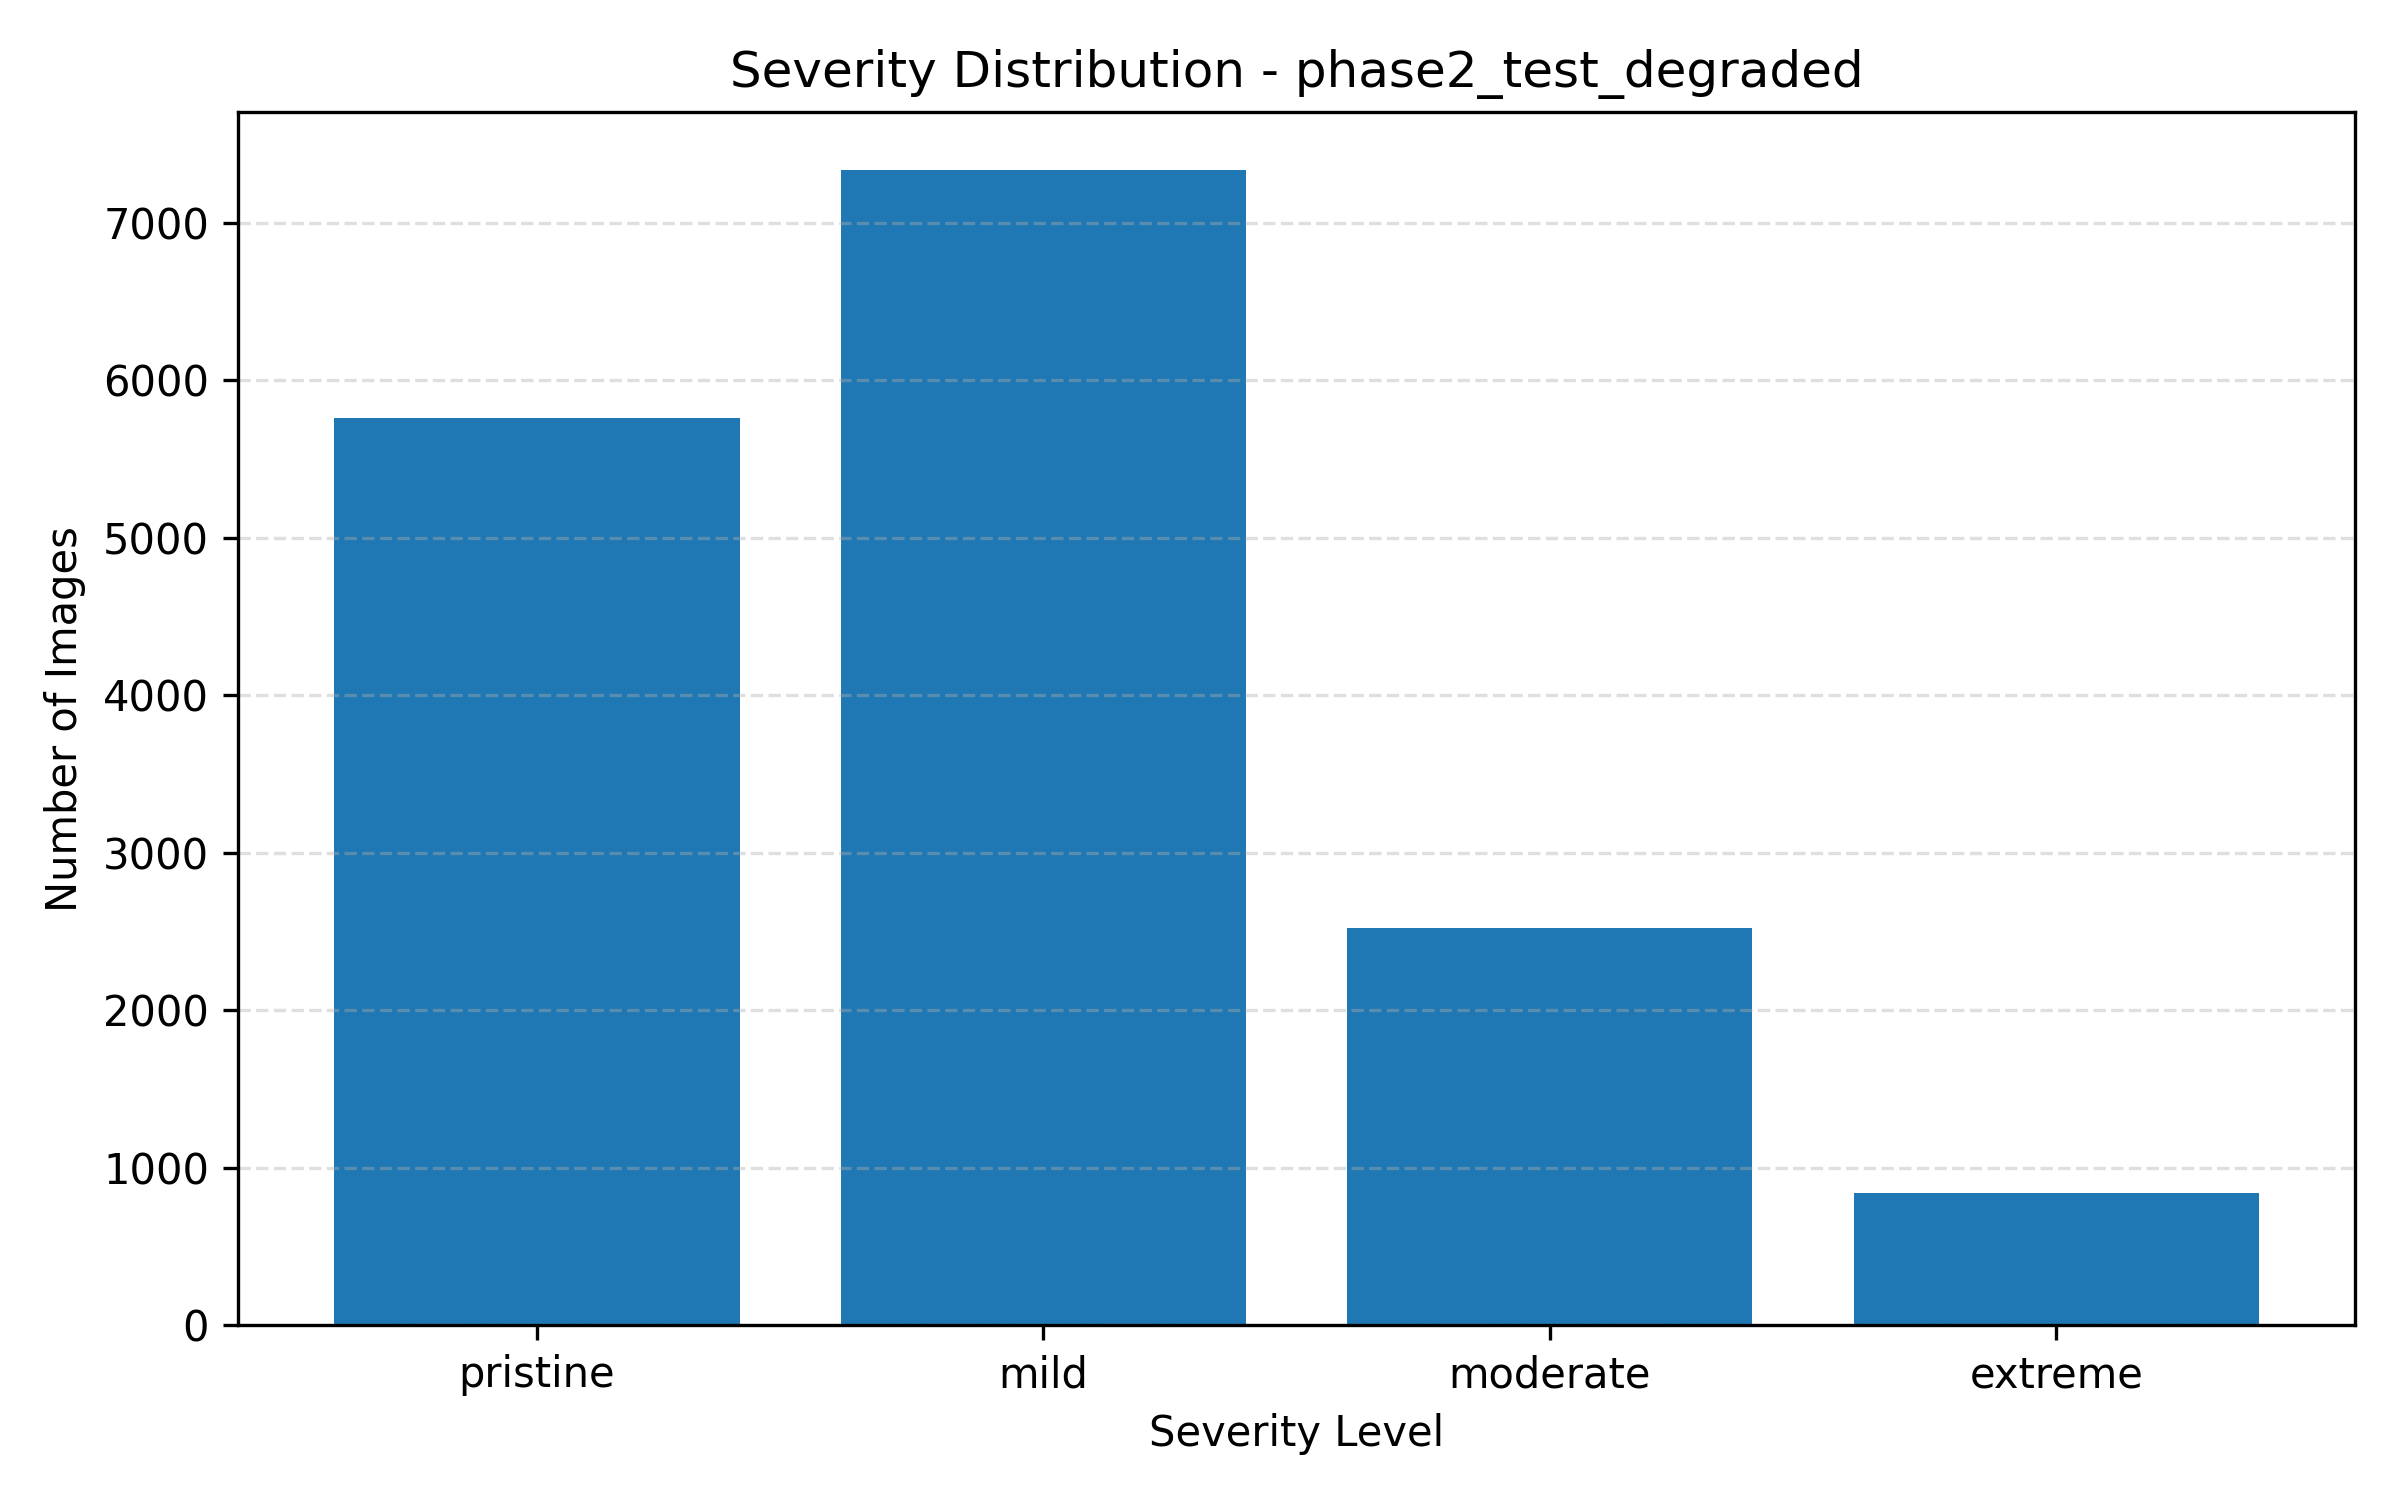 Severity Distribution - phase2_test_degraded
Number of Images
7000
6000
5000
4000
3000
2000
1000
0
pristine mild moderate extreme
Severity Level